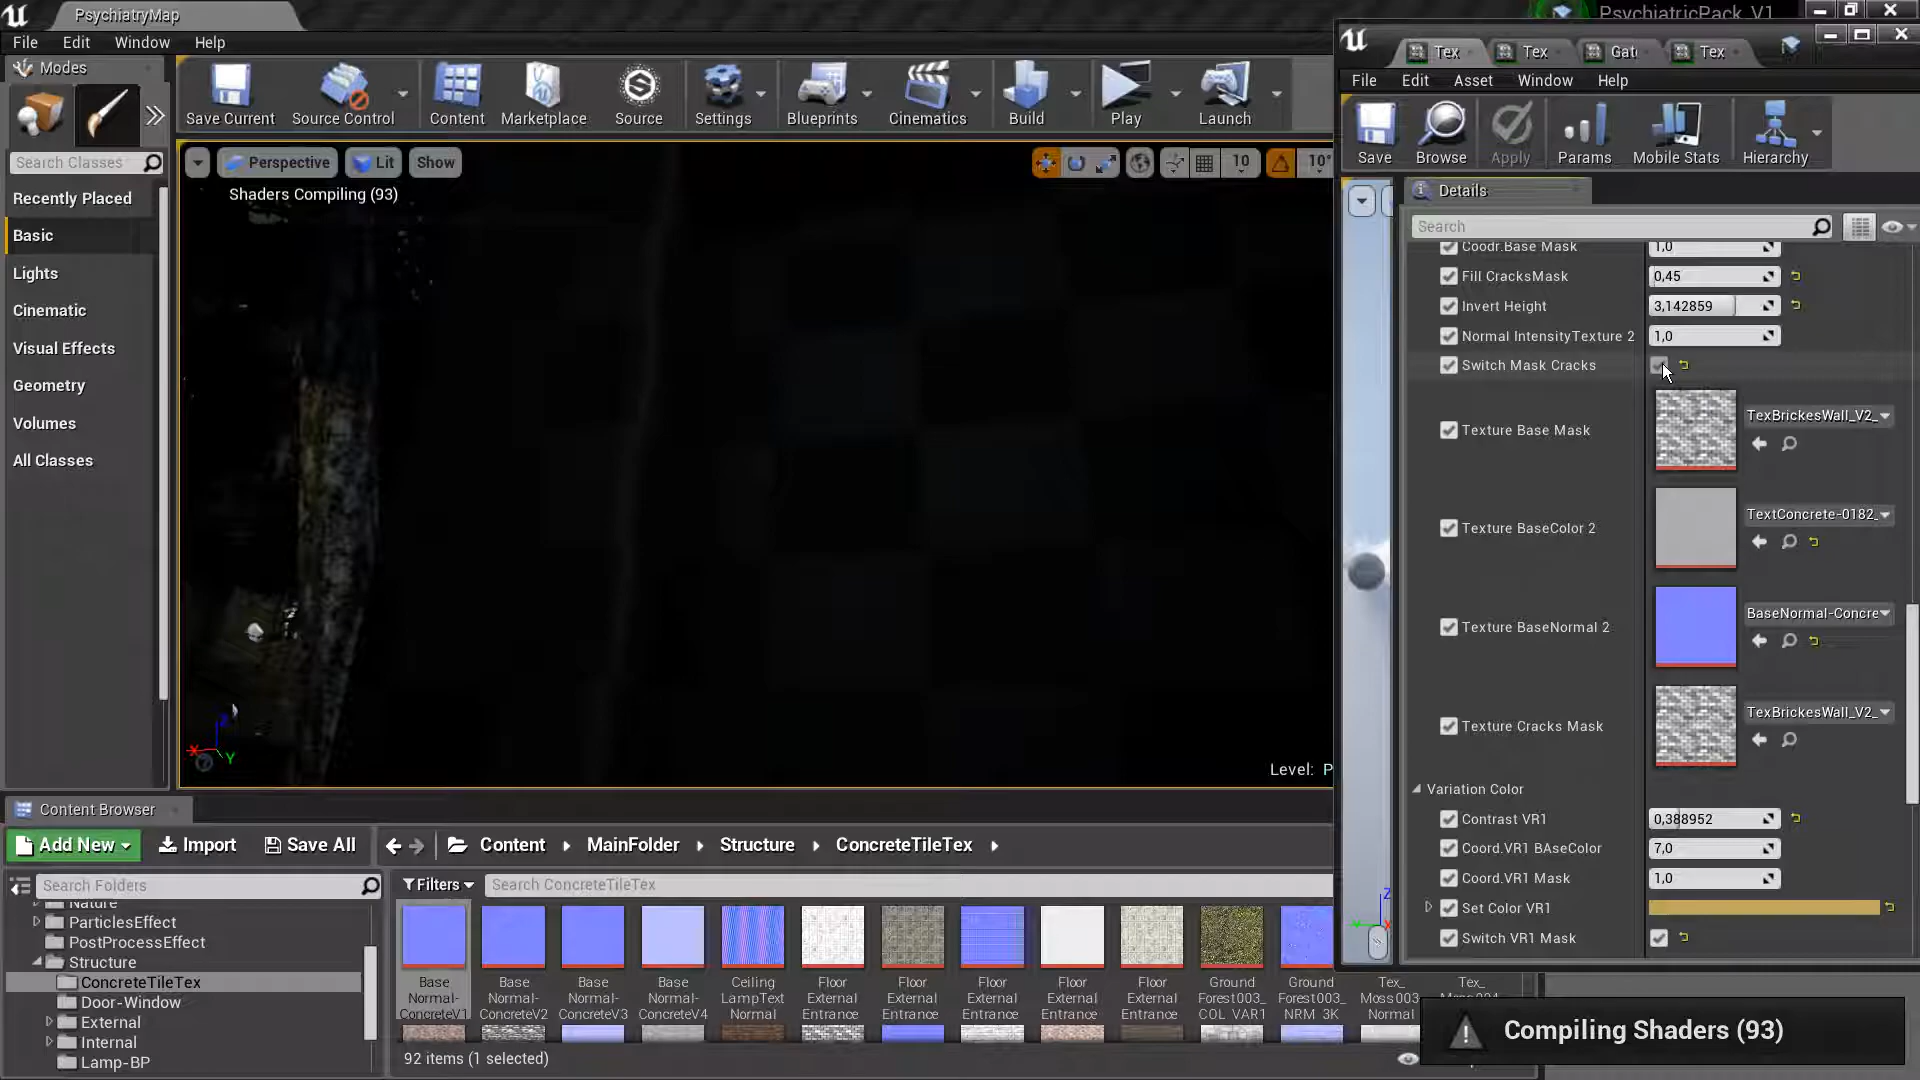 PsychiatryMap
PsychiatricPack_V1
File Edit Window Help
Modes
Save Current
Source Control
Content
Marketplace
Source
Settings
Blueprints
Cinematics
Build
Play
Launch
Search Classes
Recently Placed
Basic
Lights
Cinematic
Visual Effects
Geometry
Volumes
All Classes
Perspective
Lit
Show
10
10°
Shaders Compiling (93)
X
Y
Level: P
Tex
Tex
Tex
File Edit Asset Window Help
Save
Browse
Apply
Params
Mobile Stats
Hierarchy
Details
Search
Coodr.Base Mask 1,0
Fill CracksMask 0,45
Invert Height 3,142859
Normal IntensityTexture 2 1,0
Switch Mask Cracks
Texture Base Mask TexBrickesWall_V2_
Texture BaseColor 2 TextConcrete-0182_
Texture BaseNormal 2 BaseNormal-Concre
Texture Cracks Mask TexBrickesWall_V2_
Variation Color
Contrast VR1 0,388952
Coord.VR1 BAseColor 7,0
Coord.VR1 Mask 1,0
Set Color VR1
Switch VR1 Mask
Z
Content Browser
Add New
Import
Save All
Content
MainFolder
Structure
ConcreteTileTex
Search Folders
Nature
ParticlesEffect
PostProcessEffect
Structure
ConcreteTileTex
Door-Window
External
Internal
Lamp-BP
Filters
Search ConcreteTileTex
Base
Normal-
ConcreteV1
Base
Normal-
ConcreteV2
Base
Normal-
ConcreteV3
Base
Normal-
ConcreteV4
Ceiling
LampText
Normal
Floor
External
Entrance
Floor
External
Entrance
Floor
External
Entrance
Floor
External
Entrance
Floor
External
Entrance
Ground
Forest003_
COL_VAR1
Ground
Forest003_
NRM_3K
Tex_
Moss003
Normal
Tex_
92 items (1 selected)
Compiling Shaders (93)